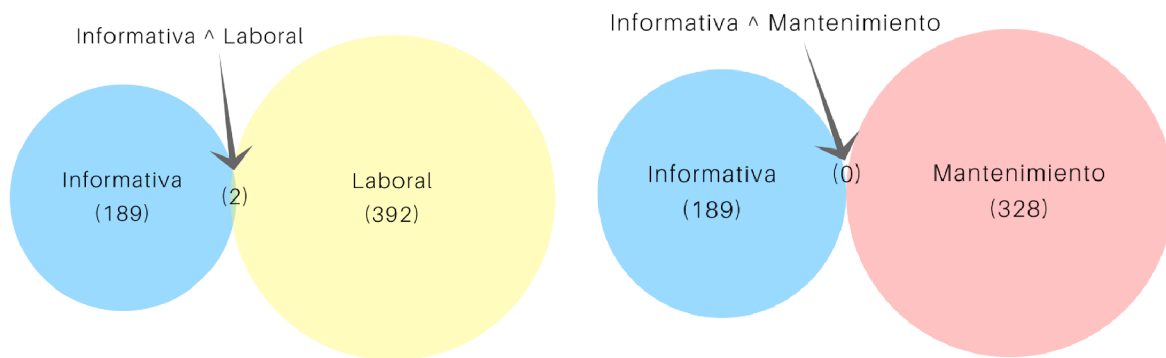 Informativa ^ Laboral
Informativa
(189)
(2)
Laboral
(392)
Informativa ^ Mantenimiento
Informativa
(189)
(0)
Mantenimiento
(328)